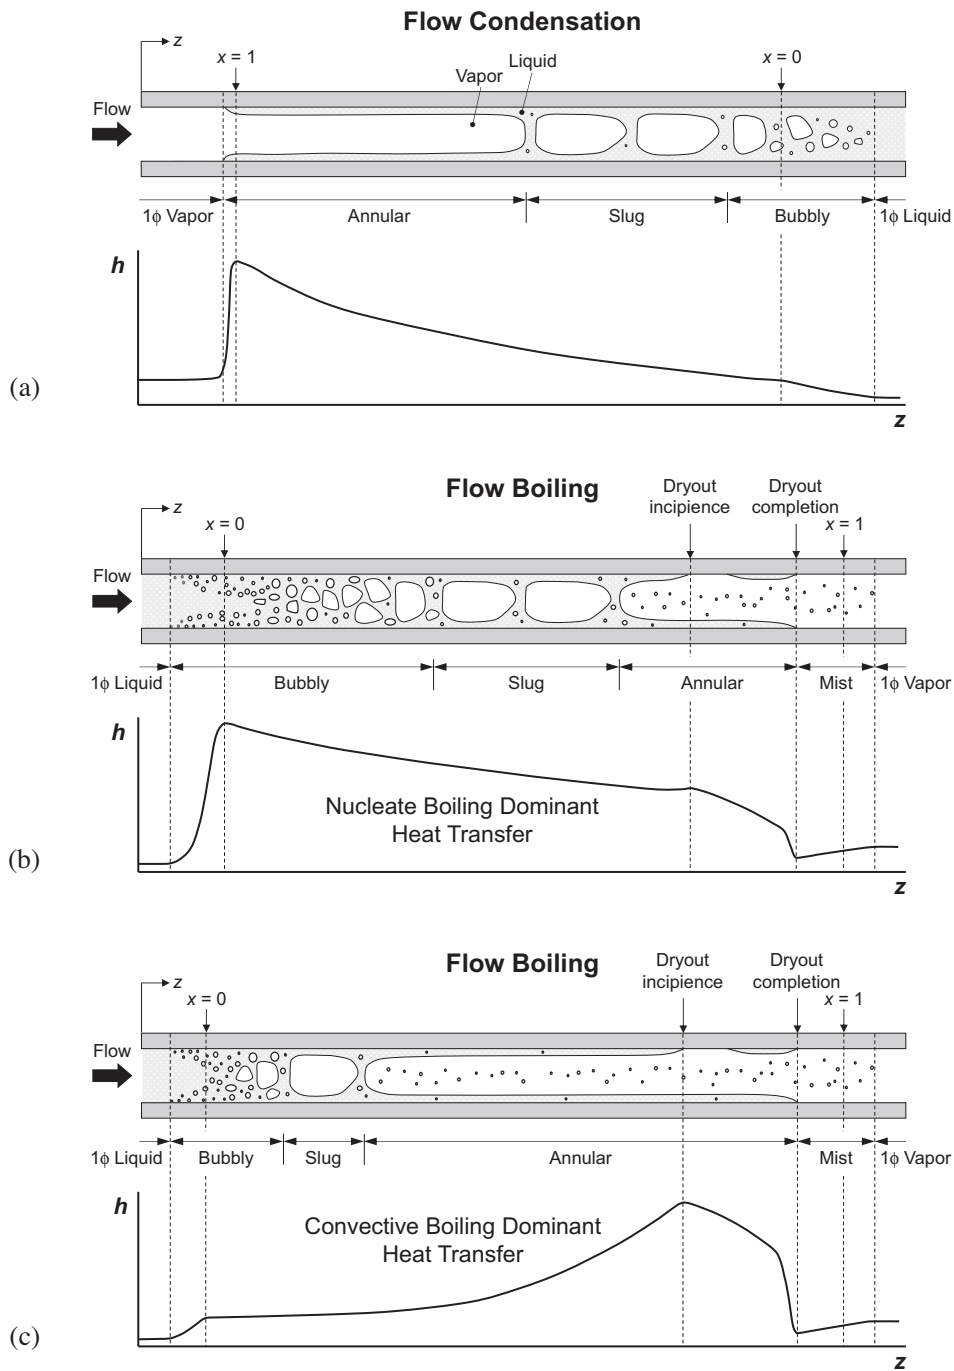 Flow Condensation
z
x = 1
x = 0
Liquid
Vapor
Flow
1ϕ Vapor
Annular
Slug
Bubbly
1ϕ Liquid
h
(a)
z
Flow Boiling
Dryout
incipience
Dryout
completion
z
x = 0
x = 1
Flow
1ϕ Liquid
Bubbly
Slug
Annular
Mist
1ϕ Vapor
h
Nucleate Boiling Dominant
Heat Transfer
(b)
z
Flow Boiling
Dryout
incipience
Dryout
completion
z
x = 0
x = 1
Flow
1ϕ Liquid
Bubbly
Slug
Annular
Mist
1ϕ Vapor
h
Convective Boiling Dominant
Heat Transfer
(c)
z